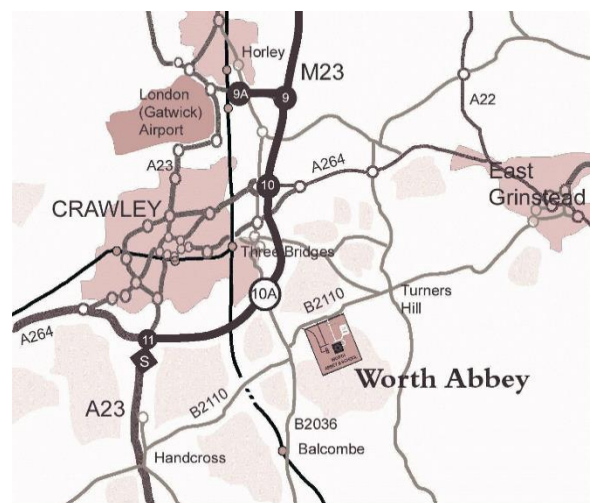 Horley
M23
9A
9
London
(Gatwick)
Airport
A22
A23
A264
10
East
Grinstead
CRAWLEY
Three Bridges
10A
B2110
Turners
Hill
A264
11
S
WORTH
Worth Abbey
A23
B2110
B2036
Handcross
Balcombe